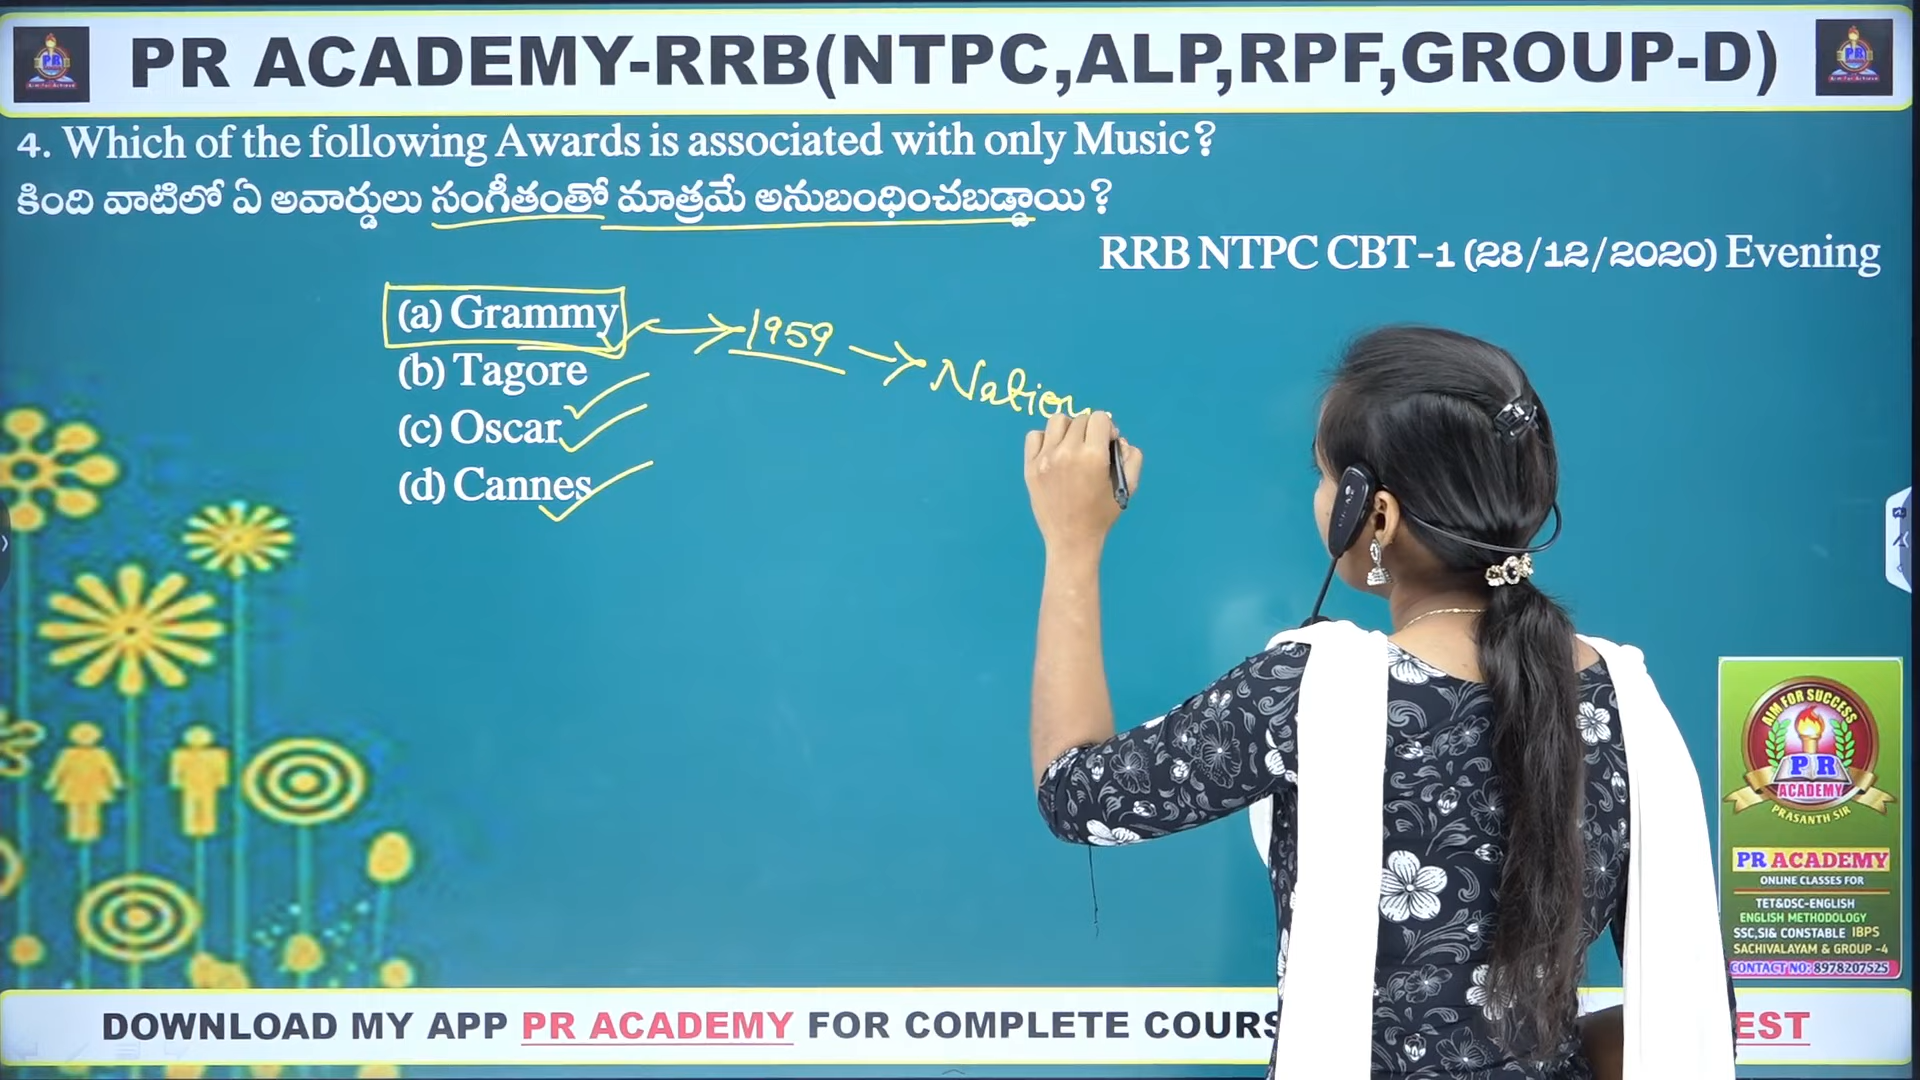 PR ACADEMY-RRB(NTPC,ALP,RPF,GROUP-D)
4. Which of the following Awards is associated with only Music?
కింది వాటిలో ఏ అవార్డులు సంగీతంతో మాత్రమే అనుబంధించబడ్డాయి?
RRB NTPC CBT-1 (28/12/2020) Evening
(a) Grammy
1959
Nation
(b) Tagore
(c) Oscar
(d) Cannes
AIM FOR SUCCESS
PR
ACADEMY
PRASANTH SIR
PR ACADEMY
ONLINE CLASSES FOR
TET&DSC-ENGLISH
ENGLISH METHODOLOGY
SSC,SI& CONSTABLE IBPS
SACHIVALAYAM & GROUP -4
CONTACT NO: 8978207525
DOWNLOAD MY APP PR ACADEMY FOR COMPLETE COURS EST